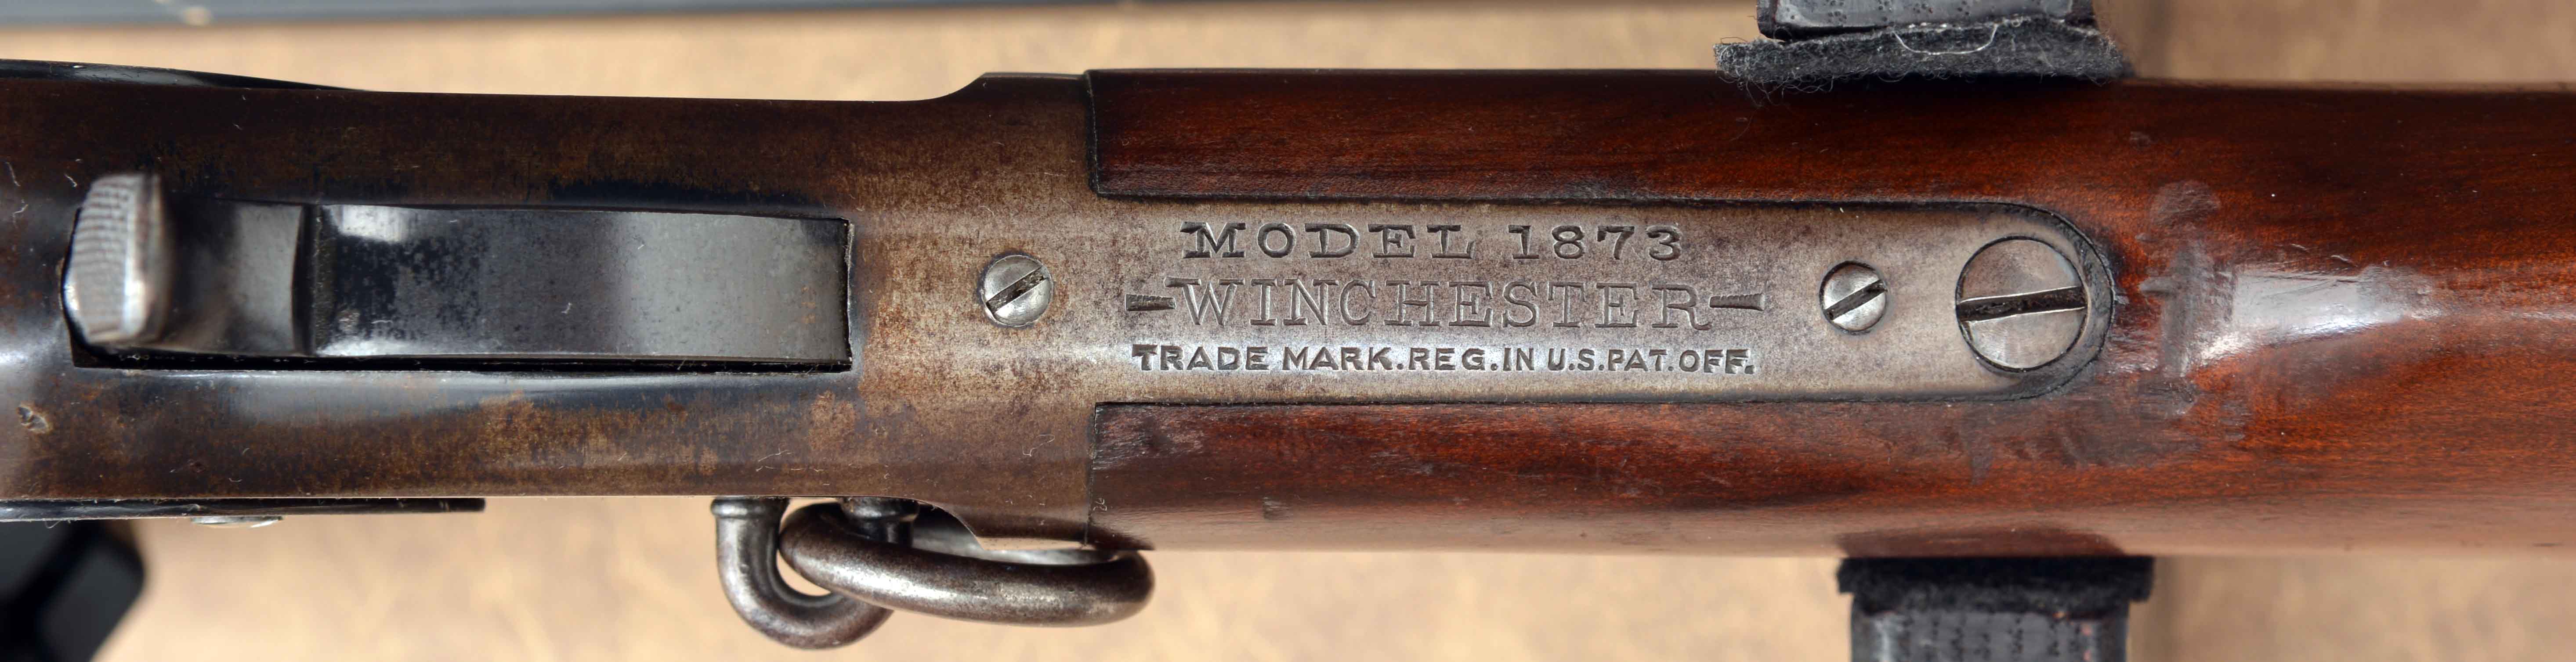 MODEL 1873
WINCHESTER
TRADE MARK.REG.IN U.S.PAT.OFF.